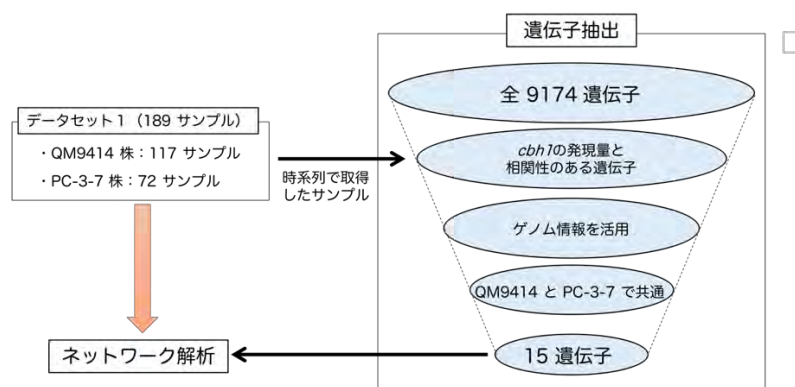 遺伝子抽出
全 9174 遺伝子
データセット1（189 サンプル）
・QM9414 株：117 サンプル
・PC-3-7 株：72 サンプル
時系列で取得
したサンプル
cbh1の発現量と
相関性のある遺伝子
ゲノム情報を活用
QM9414 と PC-3-7 で共通
15 遺伝子
ネットワーク解析